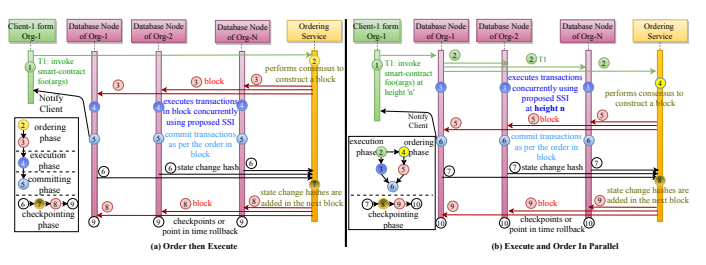 Client-1 form
Org-1
Database Node
of Org-1
Database Node
of Org-2
Database Node
of Org-N
Ordering
Service
1
T1: invoke
smart-contract
foo(args)
2
performs consensus to
construct a block
3
3
block
3
Notify
Client
4
4
4
executes transactions
in block concurrently
using proposed SSI
5
5
5
commit transactions
as per the order in
block
6
6
state change hash
6
7
state change hashes are
added in the next block
8
8
block
8
9
9
9
checkpoints or
point in time rollback
2
ordering
phase
3
execution
phase
4
committing
phase
5
6
7
8
9
checkpointing
phase
(a) Order then Execute
Client-1 form
Org-1
Database Node
of Org-1
Database Node
of Org-2
Database Node
of Org-N
Ordering
Service
1
T1: invoke
smart-contract
foo(args) at
height 'n'
2
2
T1
2
3
3
3
executes transactions
concurrently using
proposed SSI
at height n
4
performs consensus to
construct a block
5
5
block
5
Notify
Client
6
6
6
commit transactions
as per the order in
block
7
7
state change hash
7
8
state change hashes are
added in the next block
9
9
block
9
10
10
10
checkpoints or
point in time rollback
execution
phase
ordering
phase
2
4
3
5
6
7
8
9
10
checkpointing
phase
(b) Execute and Order In Parallel